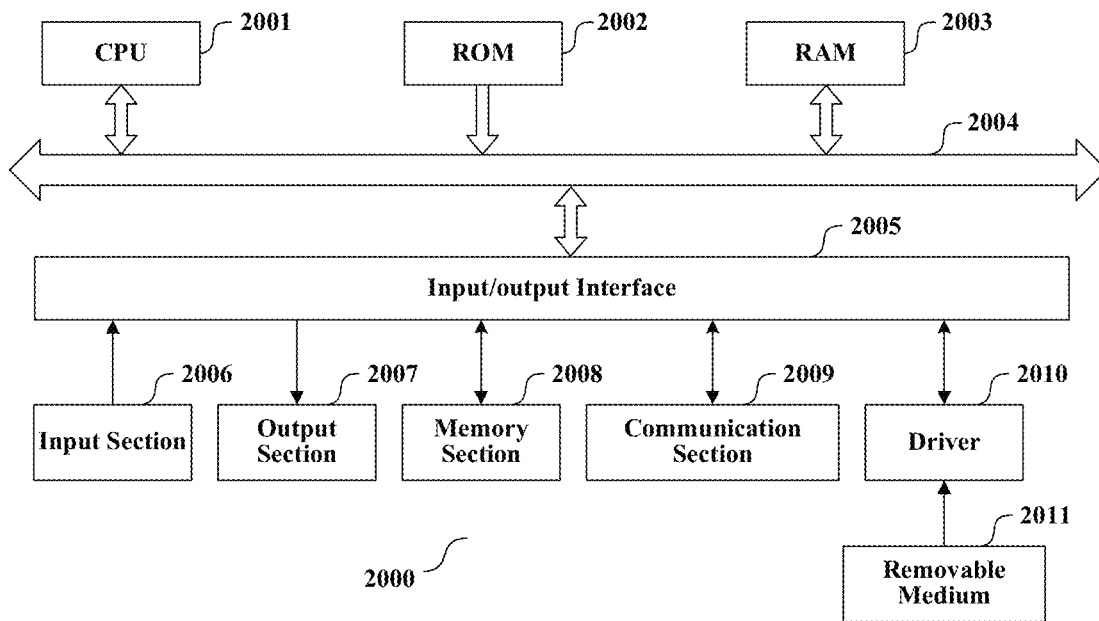 2001
2002
2003
CPU
ROM
RAM
2004
2005
Input/output Interface
2006
2007
2008
2009
2010
Input Section
Output
Section
Memory
Section
Communication
Section
Driver
2011
2000
Removable
Medium